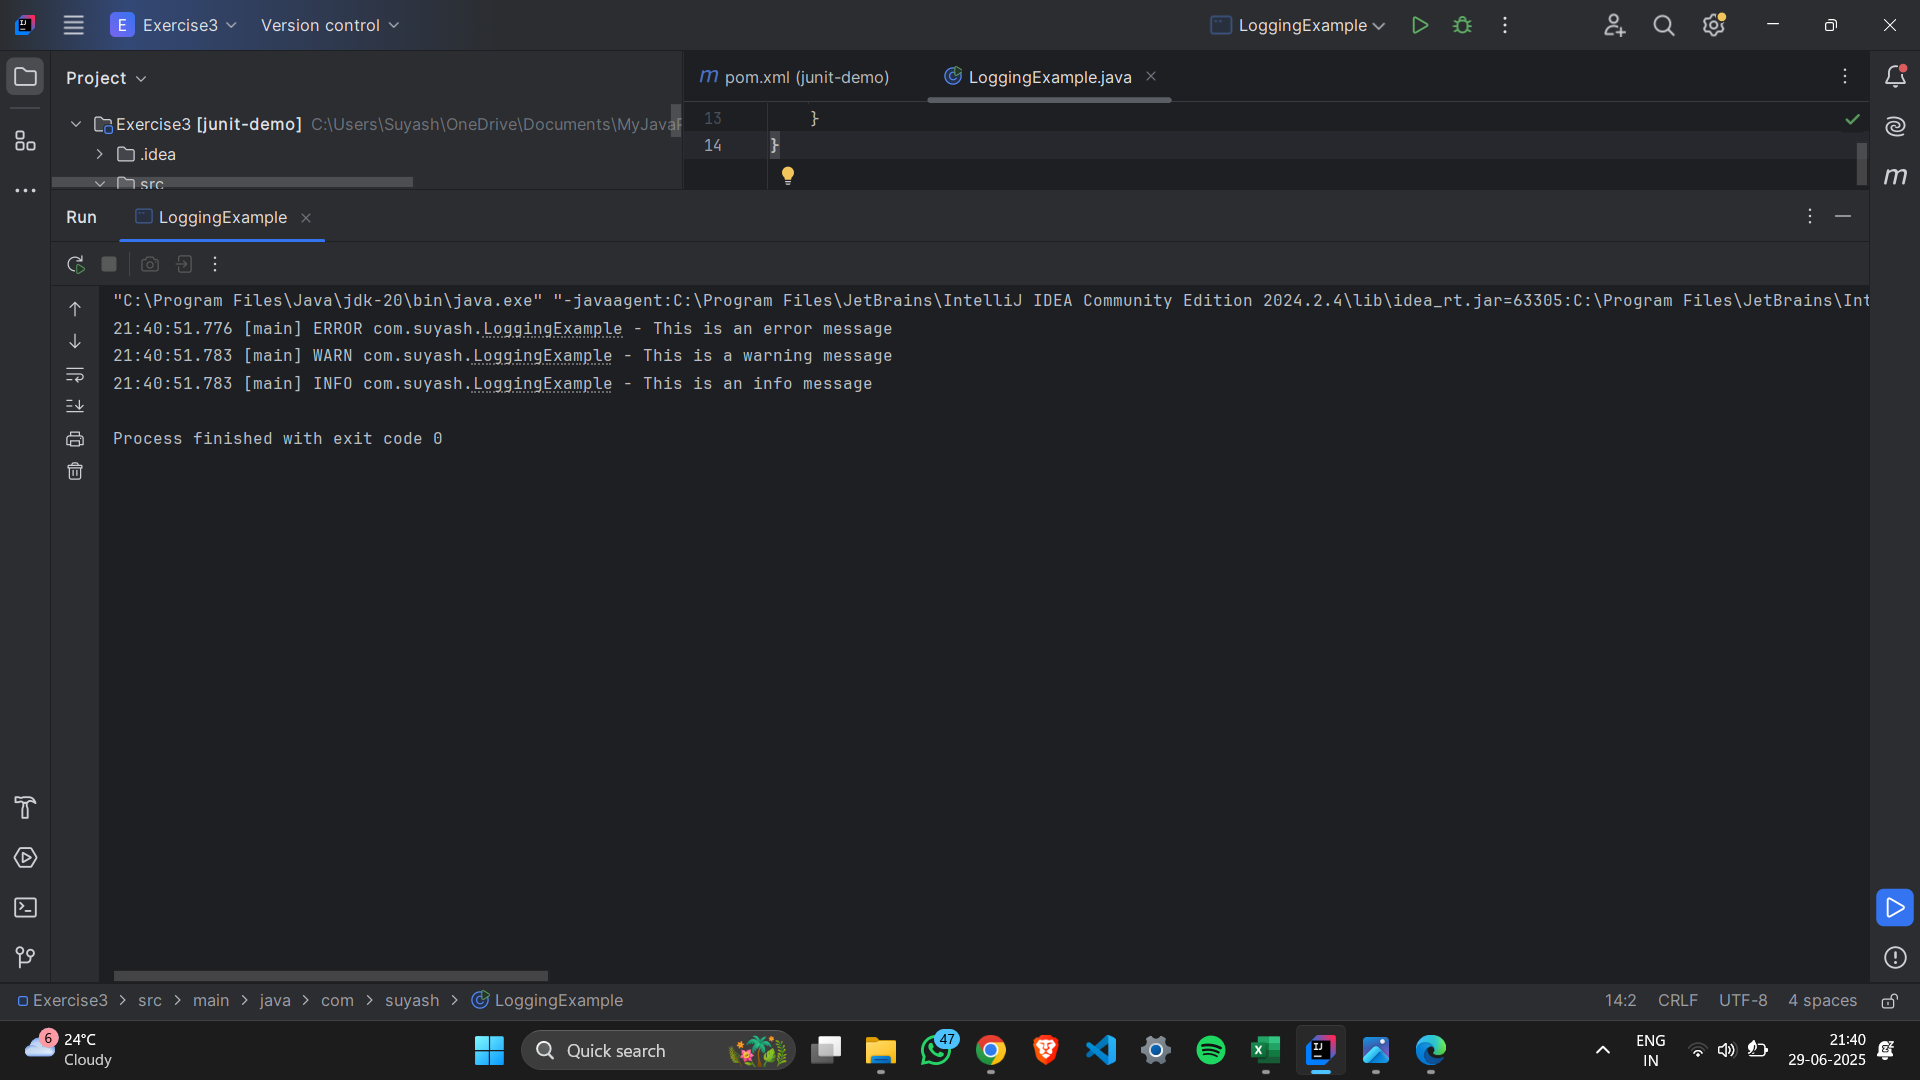 E Exercise3 Version control LoggingExample
Project
m pom.xml (junit-demo) LoggingExample.java
Exercise3 [junit-demo] C:\Users\Suyash\OneDrive\Documents\MyJava
.idea
src
13 }
14 }
m
Run LoggingExample
"C:\Program Files\Java\jdk-20\bin\java.exe" "-javaagent:C:\Program Files\JetBrains\IntelliJ IDEA Community Edition 2024.2.4\lib\idea_rt.jar=63305:C:\Program Files\JetBrains\Int
21:40:51.776 [main] ERROR com.suyash.LoggingExample - This is an error message
21:40:51.783 [main] WARN com.suyash.LoggingExample - This is a warning message
21:40:51.783 [main] INFO com.suyash.LoggingExample - This is an info message
Process finished with exit code 0
Exercise3 > src > main > java > com > suyash > LoggingExample
14:2 CRLF UTF-8 4 spaces
6 24°C
Cloudy
Quick search
47
ENG
IN
21:40
29-06-2025